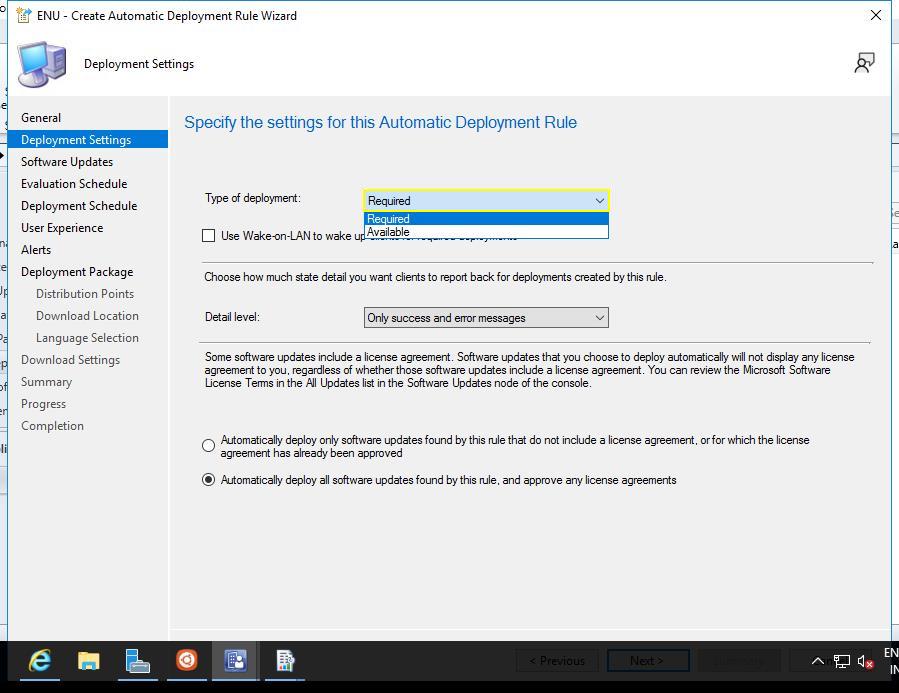 ENU - Create Automatic Deployment Rule Wizard
Deployment Settings
General
Deployment Settings
Software Updates
Evaluation Schedule
Deployment Schedule
User Experience
Alerts
Deployment Package
Distribution Points
Download Location
Language Selection
Download Settings
Summary
Progress
Completion
Specify the settings for this Automatic Deployment Rule
Type of deployment:
Required
Required
Available
Use Wake-on-LAN to wake up clients for required deployments
Choose how much state detail you want clients to report back for deployments created by this rule.
Detail level:
Only success and error messages
Some software updates include a license agreement. Software updates that you choose to deploy automatically will not display any license
agreement to you, regardless of whether those software updates include a license agreement. You can review the Microsoft Software
License Terms in the All Updates list in the Software Updates node of the console.
Automatically deploy only software updates found by this rule that do not include a license agreement, or for which the license
agreement has already been approved
Automatically deploy all software updates found by this rule, and approve any license agreements
< Previous
Next >
Summary
EN
IN